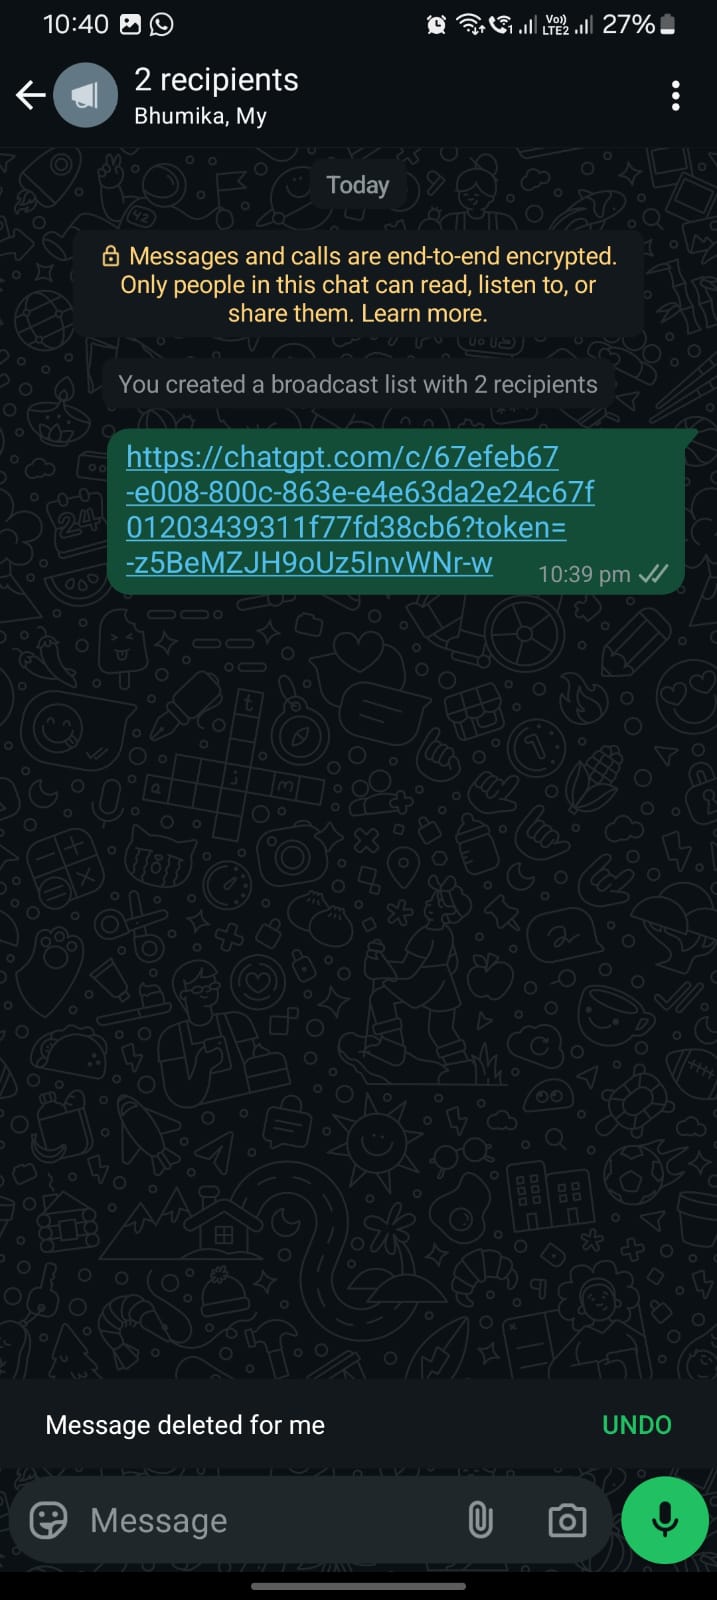 10:40
Vo))
LTE2
27%
2 recipients
Bhumika, My
Today
Messages and calls are end-to-end encrypted.
Only people in this chat can read, listen to, or
share them. Learn more.
You created a broadcast list with 2 recipients
https://chatgpt.com/c/67efeb67
-e008-800c-863e-e4e63da2e24c67f
01203439311f77fd38cb6?token=
-z5BeMZJH9oUz5InvWNr-w
10:39 pm
Message deleted for me
UNDO
Message